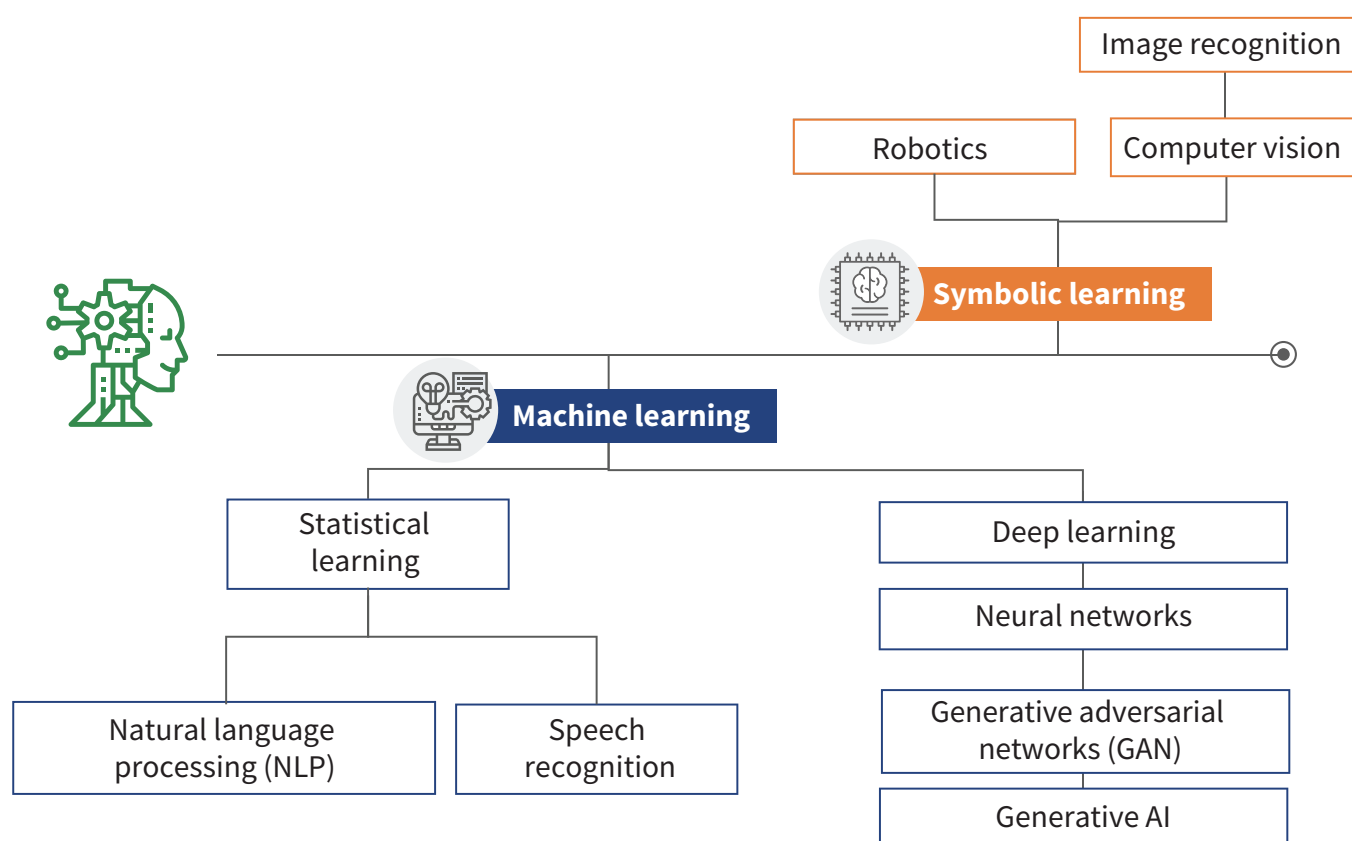 Image recognition
Robotics
Computer vision
Symbolic learning
Machine learning
Statistical
learning
Deep learning
Neural networks
Natural language
processing (NLP)
Speech
recognition
Generative adversarial
networks (GAN)
Generative AI